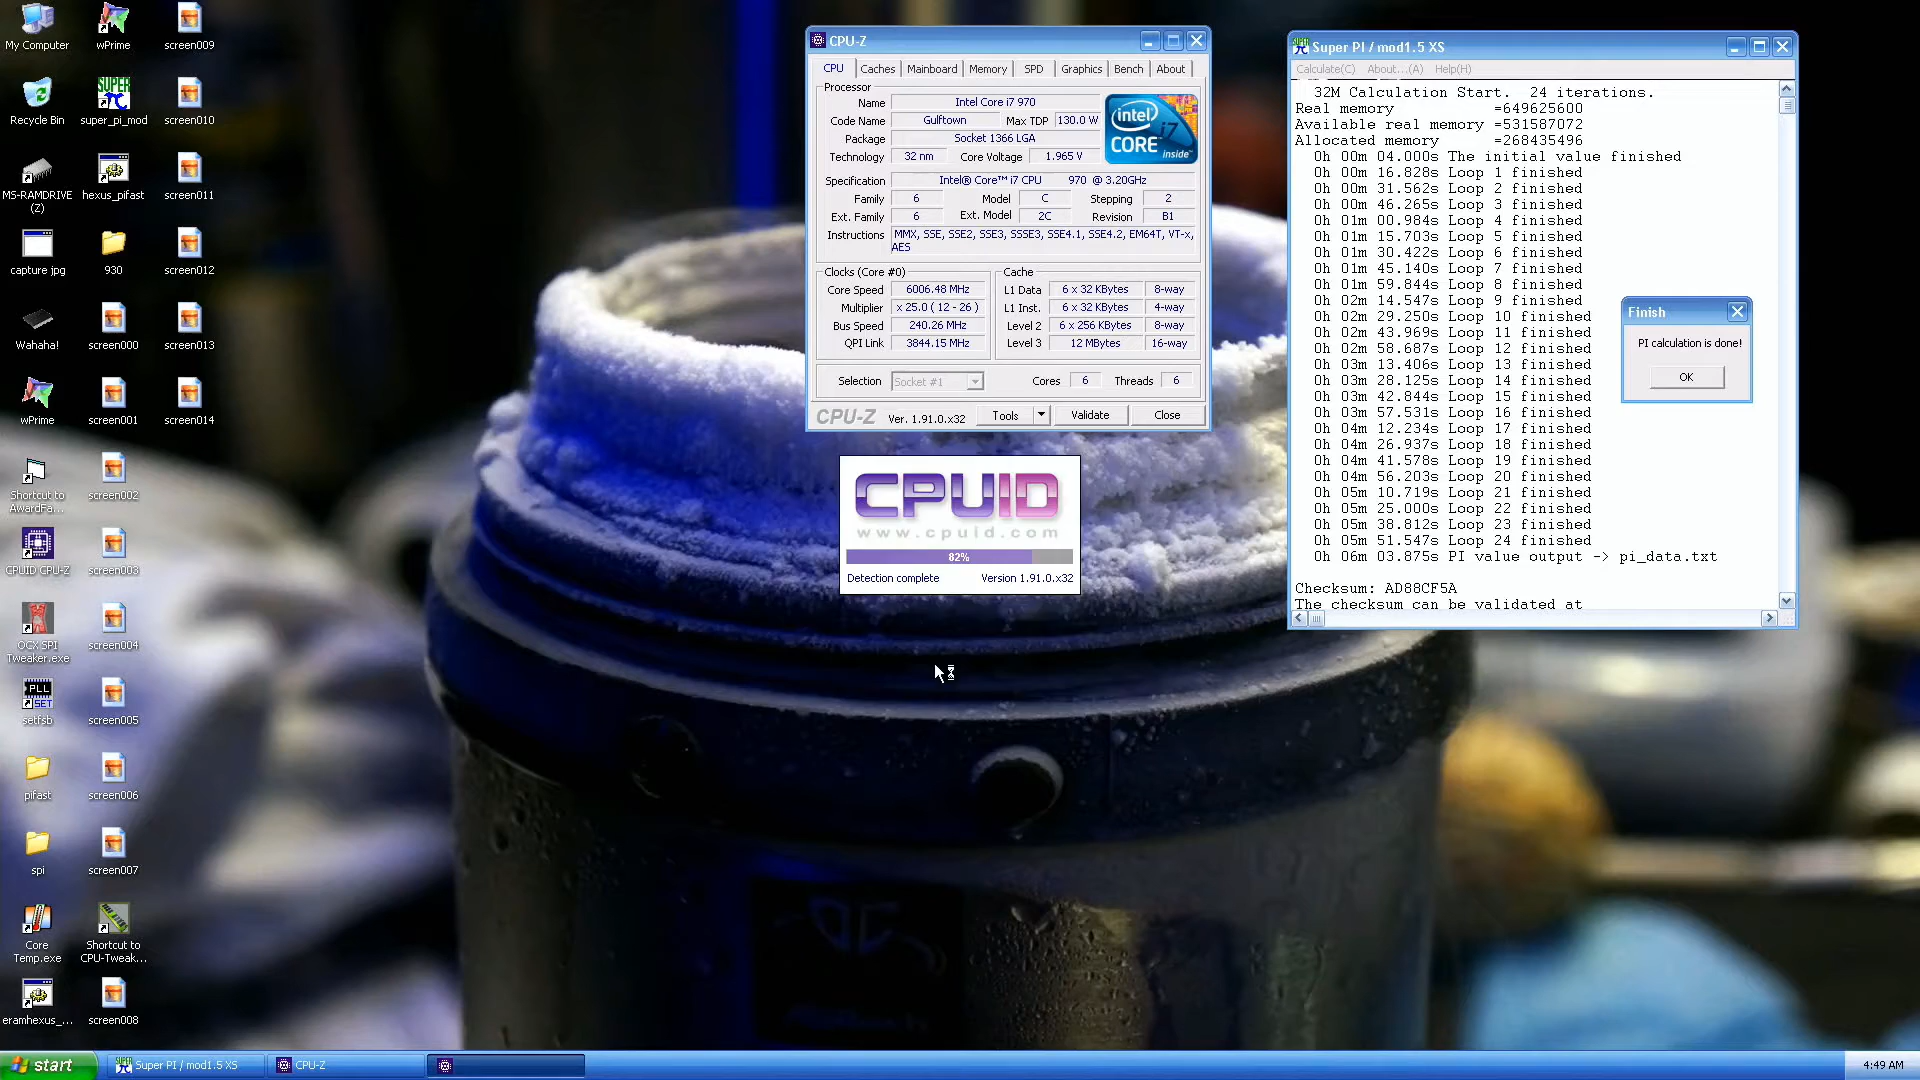 My Computer
wPrime
screen009
Recycle Bin
super_pi_mod
screen010
MS-RAMDRIVE (Z)
hexus_pifast
screen011
capture jpg
930
screen012
Wahaha!
screen000
screen013
wPrime
screen001
screen014
Shortcut to AwardFa...
screen002
CPUID CPU-Z
screen003
OCX SPI Tweaker.exe
screen004
PLL
SET
setfsb
screen005
pifast
screen006
spi
screen007
Core Temp.exe
Shortcut to CPU-Tweak...
eramhexus_...
screen008
CPU-Z
CPU Caches Mainboard Memory SPD Graphics Bench About
Processor
Name Intel Core i7 970
Code Name Gulftown Max TDP 130.0 W
Package Socket 1366 LGA
Technology 32 nm Core Voltage 1.965 V
intel
CORE i7
inside™
Specification Intel® Core™ i7 CPU 970 @ 3.20GHz
Family 6 Model C Stepping 2
Ext. Family 6 Ext. Model 2C Revision B1
Instructions MMX, SSE, SSE2, SSE3, SSSE3, SSE4.1, SSE4.2, EM64T, VT-x,
AES
Clocks (Core #0) Cache
Core Speed 6006.48 MHz L1 Data 6 x 32 KBytes 8-way
Multiplier x 25.0 ( 12 - 26 ) L1 Inst. 6 x 32 KBytes 4-way
Bus Speed 240.26 MHz Level 2 6 x 256 KBytes 8-way
QPI Link 3844.15 MHz Level 3 12 MBytes 16-way
Selection Socket #1 Cores 6 Threads 6
CPU-Z Ver. 1.91.0.x32 Tools Validate Close
CPUID
www.cpuid.com
82%
Detection complete Version 1.91.0.x32
Super PI / mod1.5 XS
Calculate(C) About...(A) Help(H)
32M Calculation Start. 24 iterations.
Real memory =649625600
Available real memory =531587072
Allocated memory =268435496
0h 00m 04.000s The initial value finished
0h 00m 16.828s Loop 1 finished
0h 00m 31.562s Loop 2 finished
0h 00m 46.265s Loop 3 finished
0h 01m 00.984s Loop 4 finished
0h 01m 15.703s Loop 5 finished
0h 01m 30.422s Loop 6 finished
0h 01m 45.140s Loop 7 finished
0h 01m 59.844s Loop 8 finished
0h 02m 14.547s Loop 9 finished
0h 02m 29.250s Loop 10 finished
0h 02m 43.969s Loop 11 finished
0h 02m 58.687s Loop 12 finished
0h 03m 13.406s Loop 13 finished
0h 03m 28.125s Loop 14 finished
0h 03m 42.844s Loop 15 finished
0h 03m 57.531s Loop 16 finished
0h 04m 12.234s Loop 17 finished
0h 04m 26.937s Loop 18 finished
0h 04m 41.578s Loop 19 finished
0h 04m 56.203s Loop 20 finished
0h 05m 10.719s Loop 21 finished
0h 05m 25.000s Loop 22 finished
0h 05m 38.812s Loop 23 finished
0h 05m 51.547s Loop 24 finished
0h 06m 03.875s PI value output -> pi_data.txt
Checksum: AD88CF5A
The checksum can be validated at
Finish
PI calculation is done!
OK
start
Super PI / mod1.5 XS
CPU-Z
4:49 AM